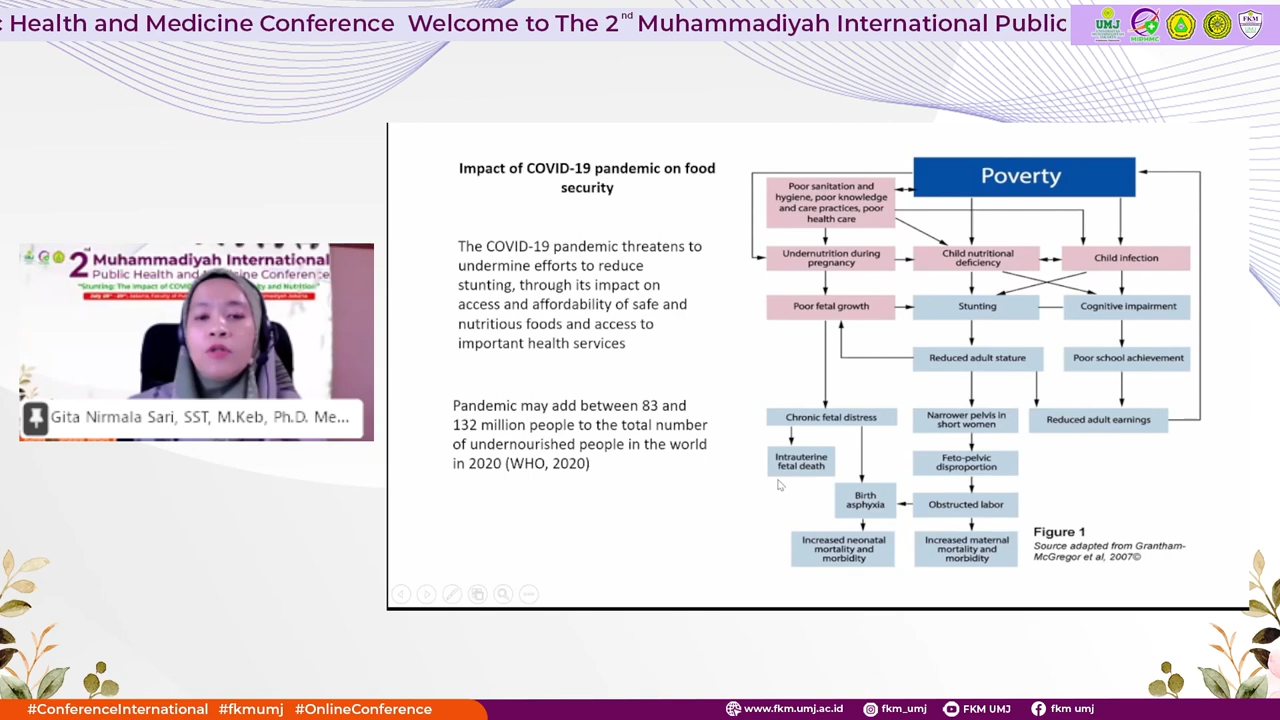 : Health and Medicine Conference Welcome to The 2nd Muhammadiyah International Public
UMJ
MIPHMC
FKM
2nd Muhammadiyah International
Public Health and Medicine Conference
Gita Nirmala Sari, SST, M.Keb, Ph.D. Me...
Impact of COVID-19 pandemic on food
security
The COVID-19 pandemic threatens to
undermine efforts to reduce
stunting, through its impact on
access and affordability of safe and
nutritious foods and access to
important health services
Pandemic may add between 83 and
132 million people to the total number
of undernourished people in the world
in 2020 (WHO, 2020)
Poverty
Poor sanitation and
hygiene, poor knowledge
and care practices, poor
health care
Undernutrition during
pregnancy
Child nutritional
deficiency
Child infection
Poor fetal growth
Stunting
Cognitive impairment
Reduced adult stature
Poor school achievement
Chronic fetal distress
Narrower pelvis in
short women
Reduced adult earnings
Intrauterine
fetal death
Feto-pelvic
disproportion
Birth
asphyxia
Obstructed labor
Increased neonatal
mortality and
morbidity
Increased maternal
mortality and
morbidity
Figure 1
Source adapted from Grantham-
McGregor et al, 2007©
#ConferenceInternational #fkmumj #OnlineConference
www.fkm.umj.ac.id
fkm_umj
FKM UMJ
fkm umj